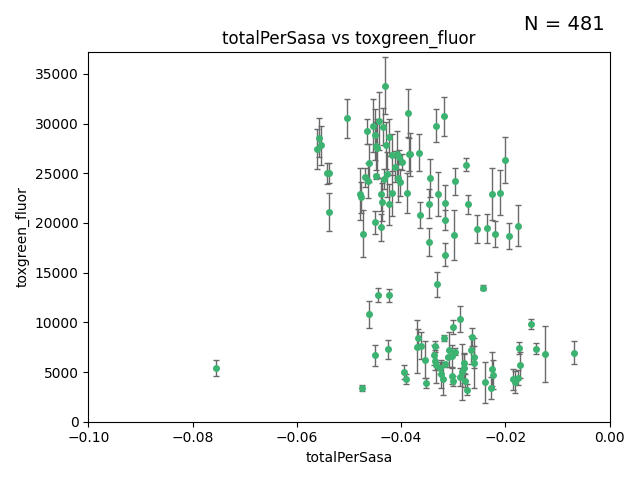 N = 481
totalPerSasa vs toxgreen_fluor
35000
30000
25000
20000
15000
10000
5000
0
toxgreen_fluor
−0.10 −0.08 −0.06 −0.04 −0.02 0.00
totalPerSasa